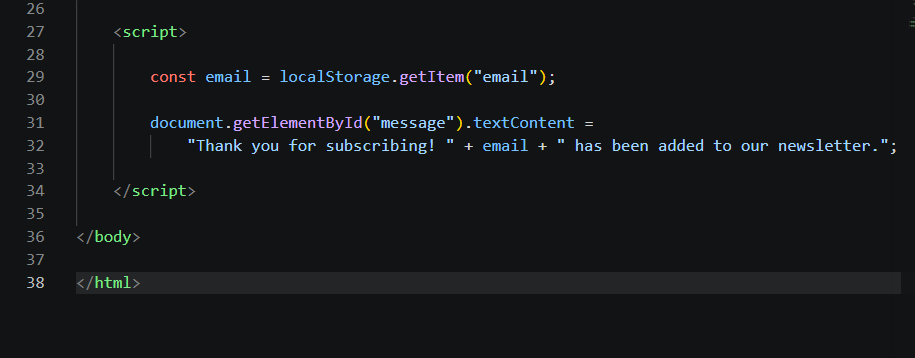 26
27 <script>
28
29 const email = localStorage.getItem("email");
30
31 document.getElementById("message").textContent =
32 "Thank you for subscribing! " + email + " has been added to our newsletter.";
33
34 </script>
35
36 </body>
37
38 </html>